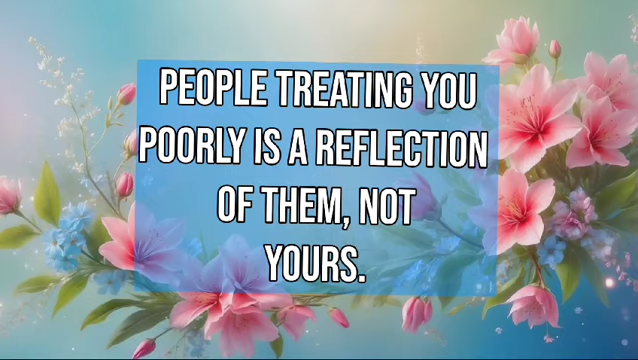 PEOPLE TREATING YOU
POORLY IS A REFLECTION
OF THEM, NOT
YOURS.